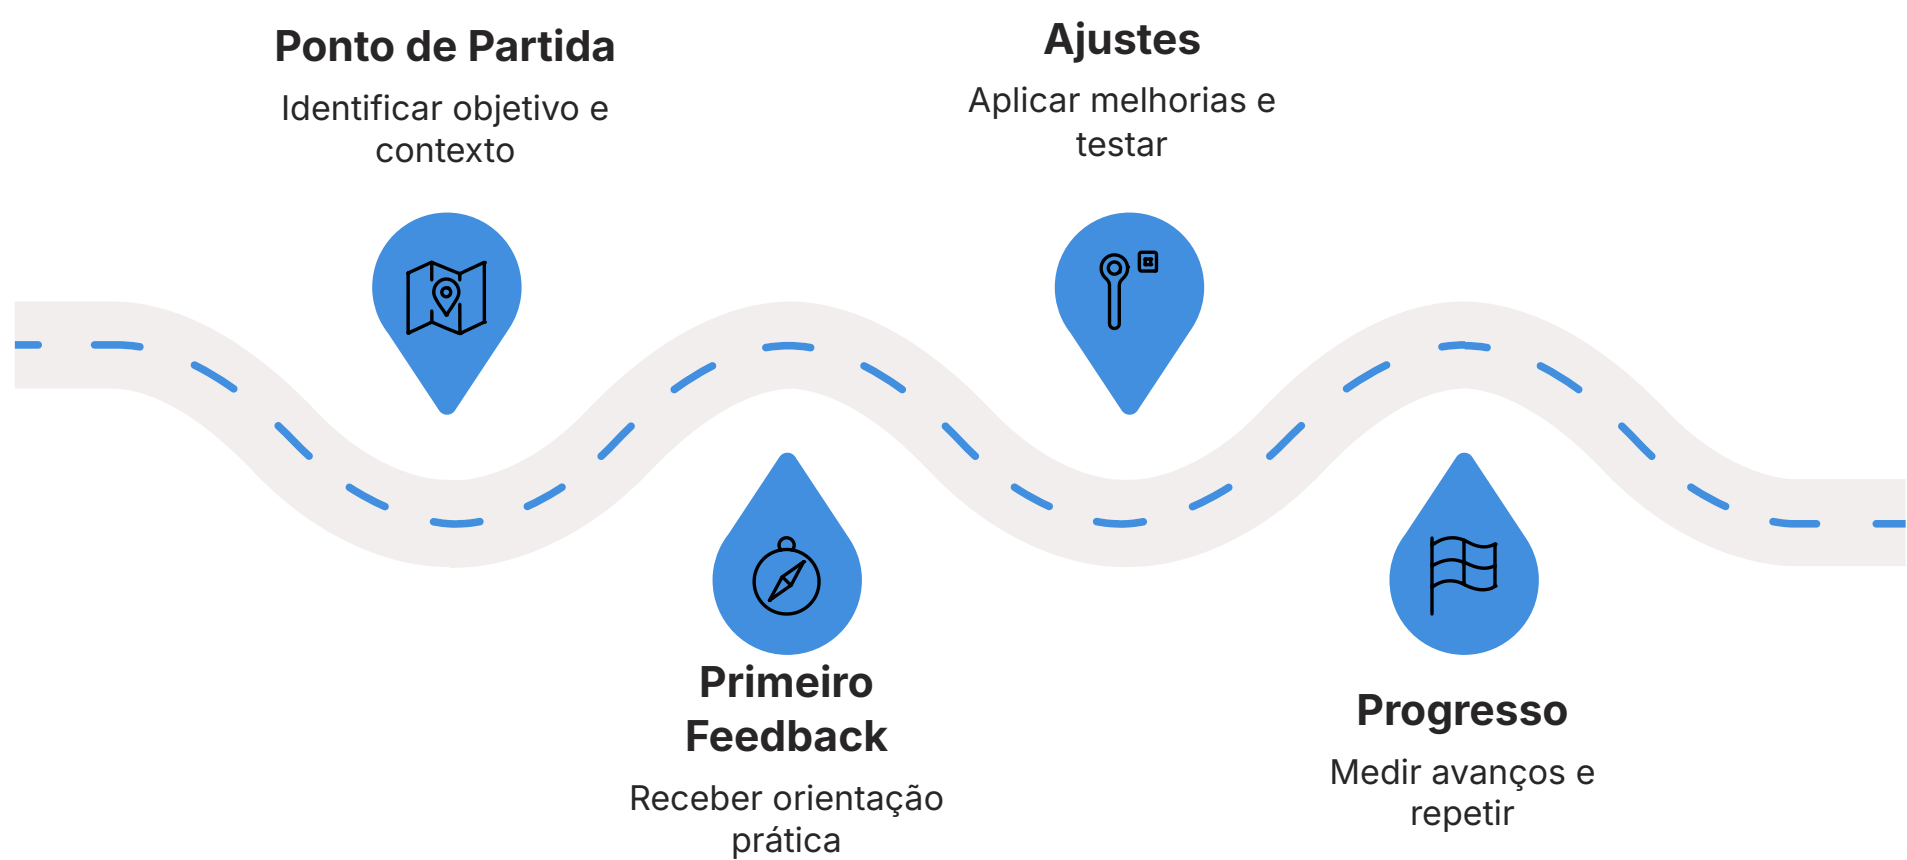 Ponto de Partida
Identificar objetivo e
contexto
Primeiro
Feedback
Receber orientação
prática
Ajustes
Aplicar melhorias e
testar
Progresso
Medir avanços e
repetir